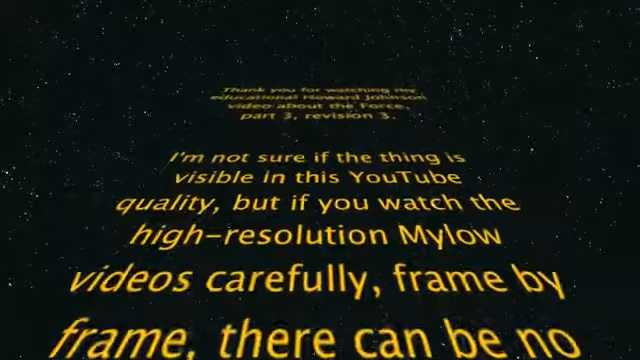 Thank you for watching my
educational Howard Johnson
video about the Force,
part 3, revision 3.
I'm not sure if the thing is
visible in this YouTube
quality, but if you watch the
high-resolution Mylow
videos carefully, frame by
frame, there can be no